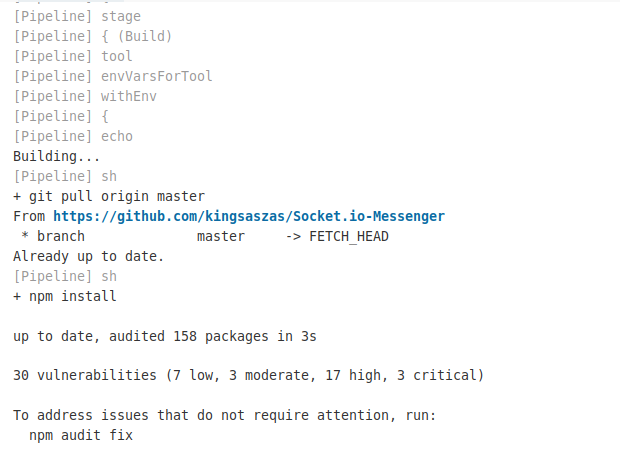 [Pipeline] stage
[Pipeline] { (Build)
[Pipeline] tool
[Pipeline] envVarsForTool
[Pipeline] withEnv
[Pipeline] {
[Pipeline] echo
Building...
[Pipeline] sh
+ git pull origin master
From https://github.com/kingsaszas/Socket.io-Messenger
 * branch              master     -> FETCH_HEAD
Already up to date.
[Pipeline] sh
+ npm install
up to date, audited 158 packages in 3s
30 vulnerabilities (7 low, 3 moderate, 17 high, 3 critical)
To address issues that do not require attention, run:
  npm audit fix